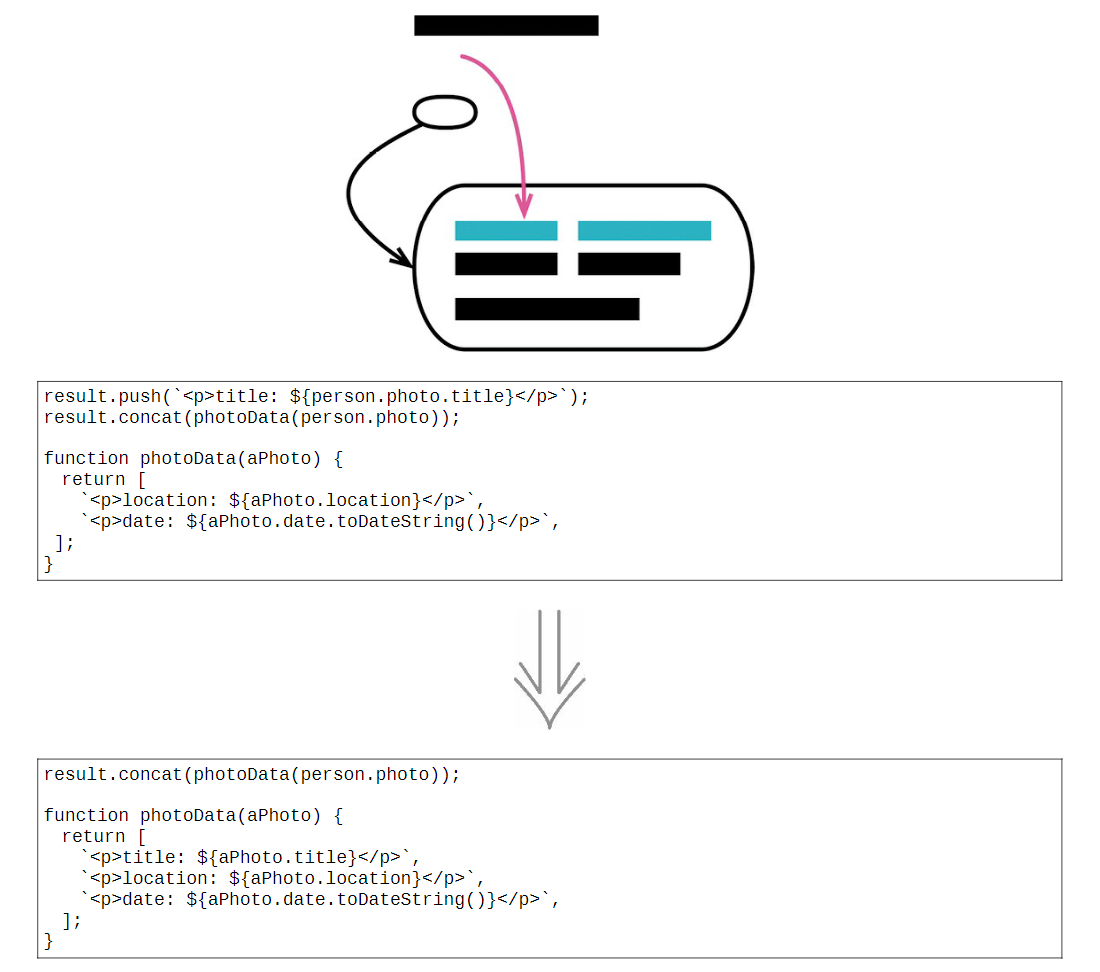 result.push(`<p>title: ${person.photo.title}</p>`);
result.concat(photoData(person.photo));

function photoData(aPhoto) {
  return [
    `<p>location: ${aPhoto.location}</p>`,
    `<p>date: ${aPhoto.date.toDateString()}</p>`,
 ];
}

result.concat(photoData(person.photo));

function photoData(aPhoto) {
  return [
    `<p>title: ${aPhoto.title}</p>`,
    `<p>location: ${aPhoto.location}</p>`,
    `<p>date: ${aPhoto.date.toDateString()}</p>`,
  ];
}